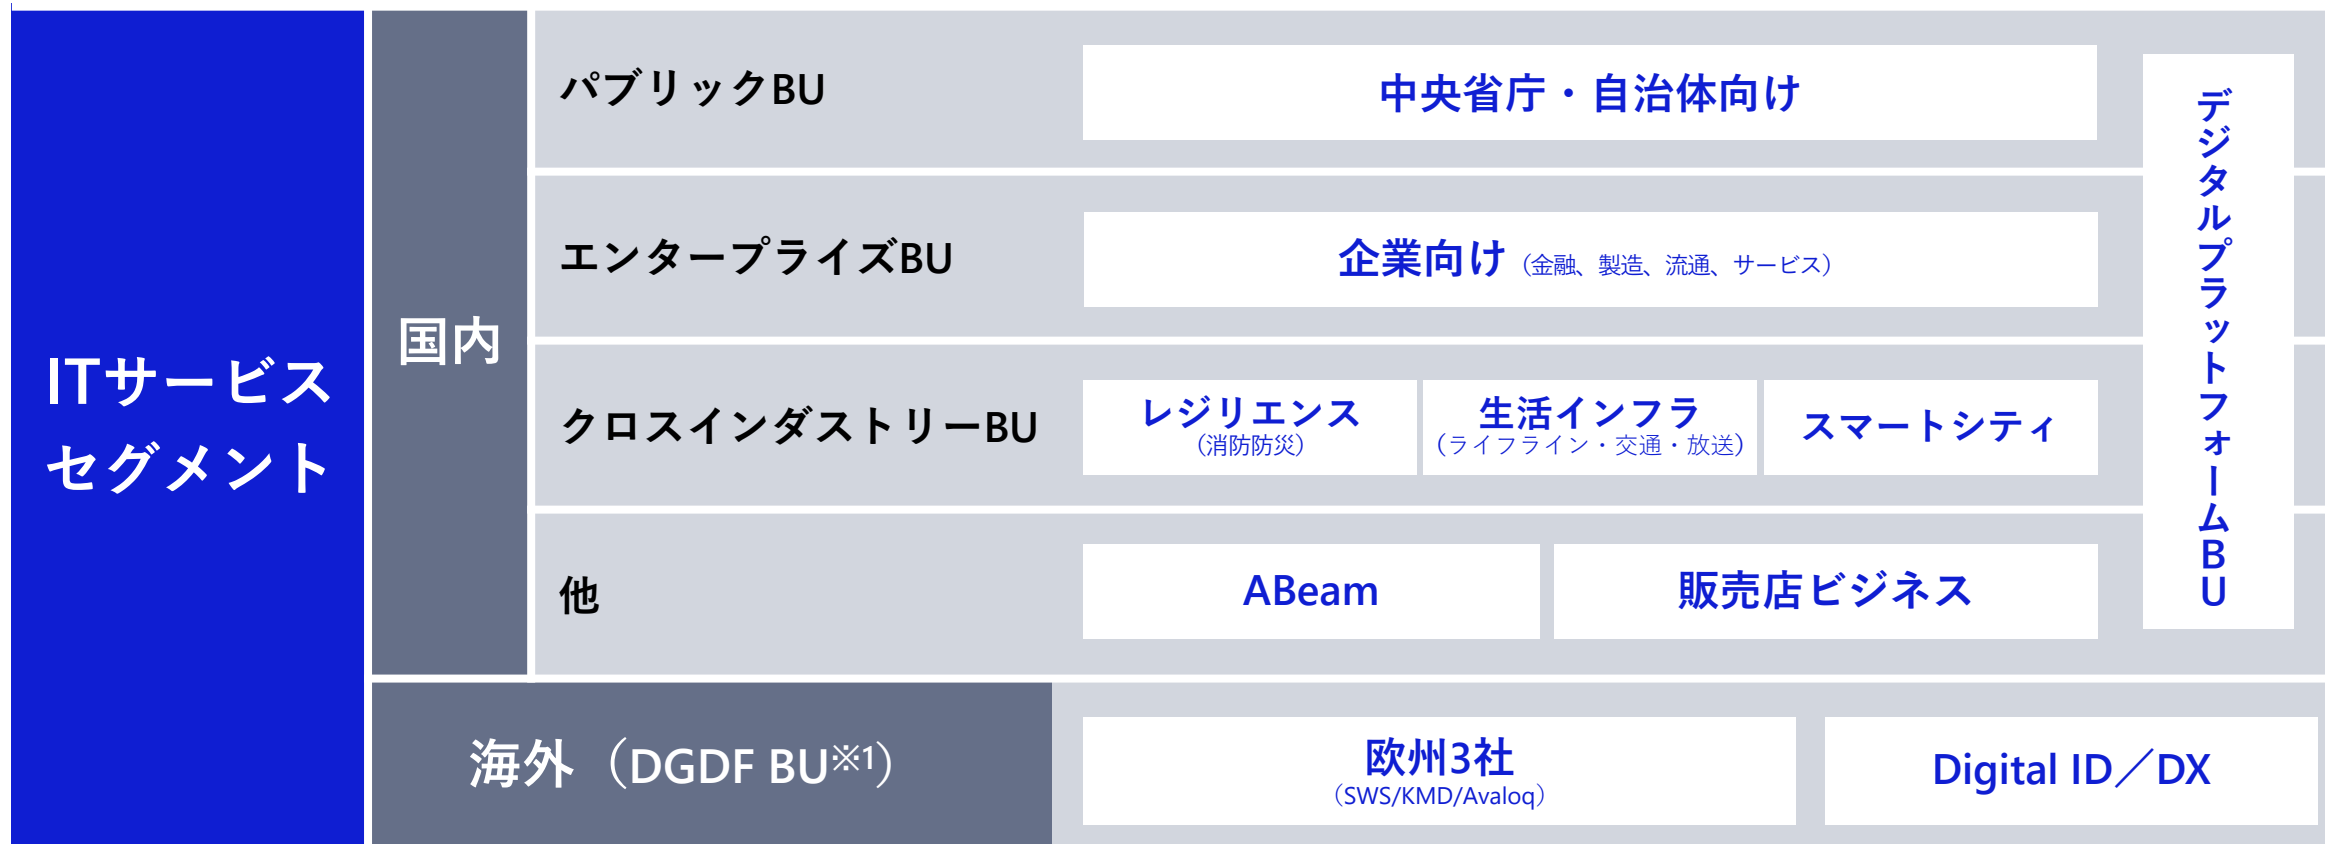 ITサービス
セグメント
国内
パブリックBU
中央省庁・自治体向け
エンタープライズBU
企業向け（金融、製造、流通、サービス）
クロスインダストリーBU
レジリエンス
（消防防災）
生活インフラ
（ライフライン・交通・放送）
スマートシティ
他
ABeam
販売店ビジネス
デジタルプラットフォームBU
海外（DGDF BU※1）
欧州3社
（SWS/KMD/Avaloq）
Digital ID／DX